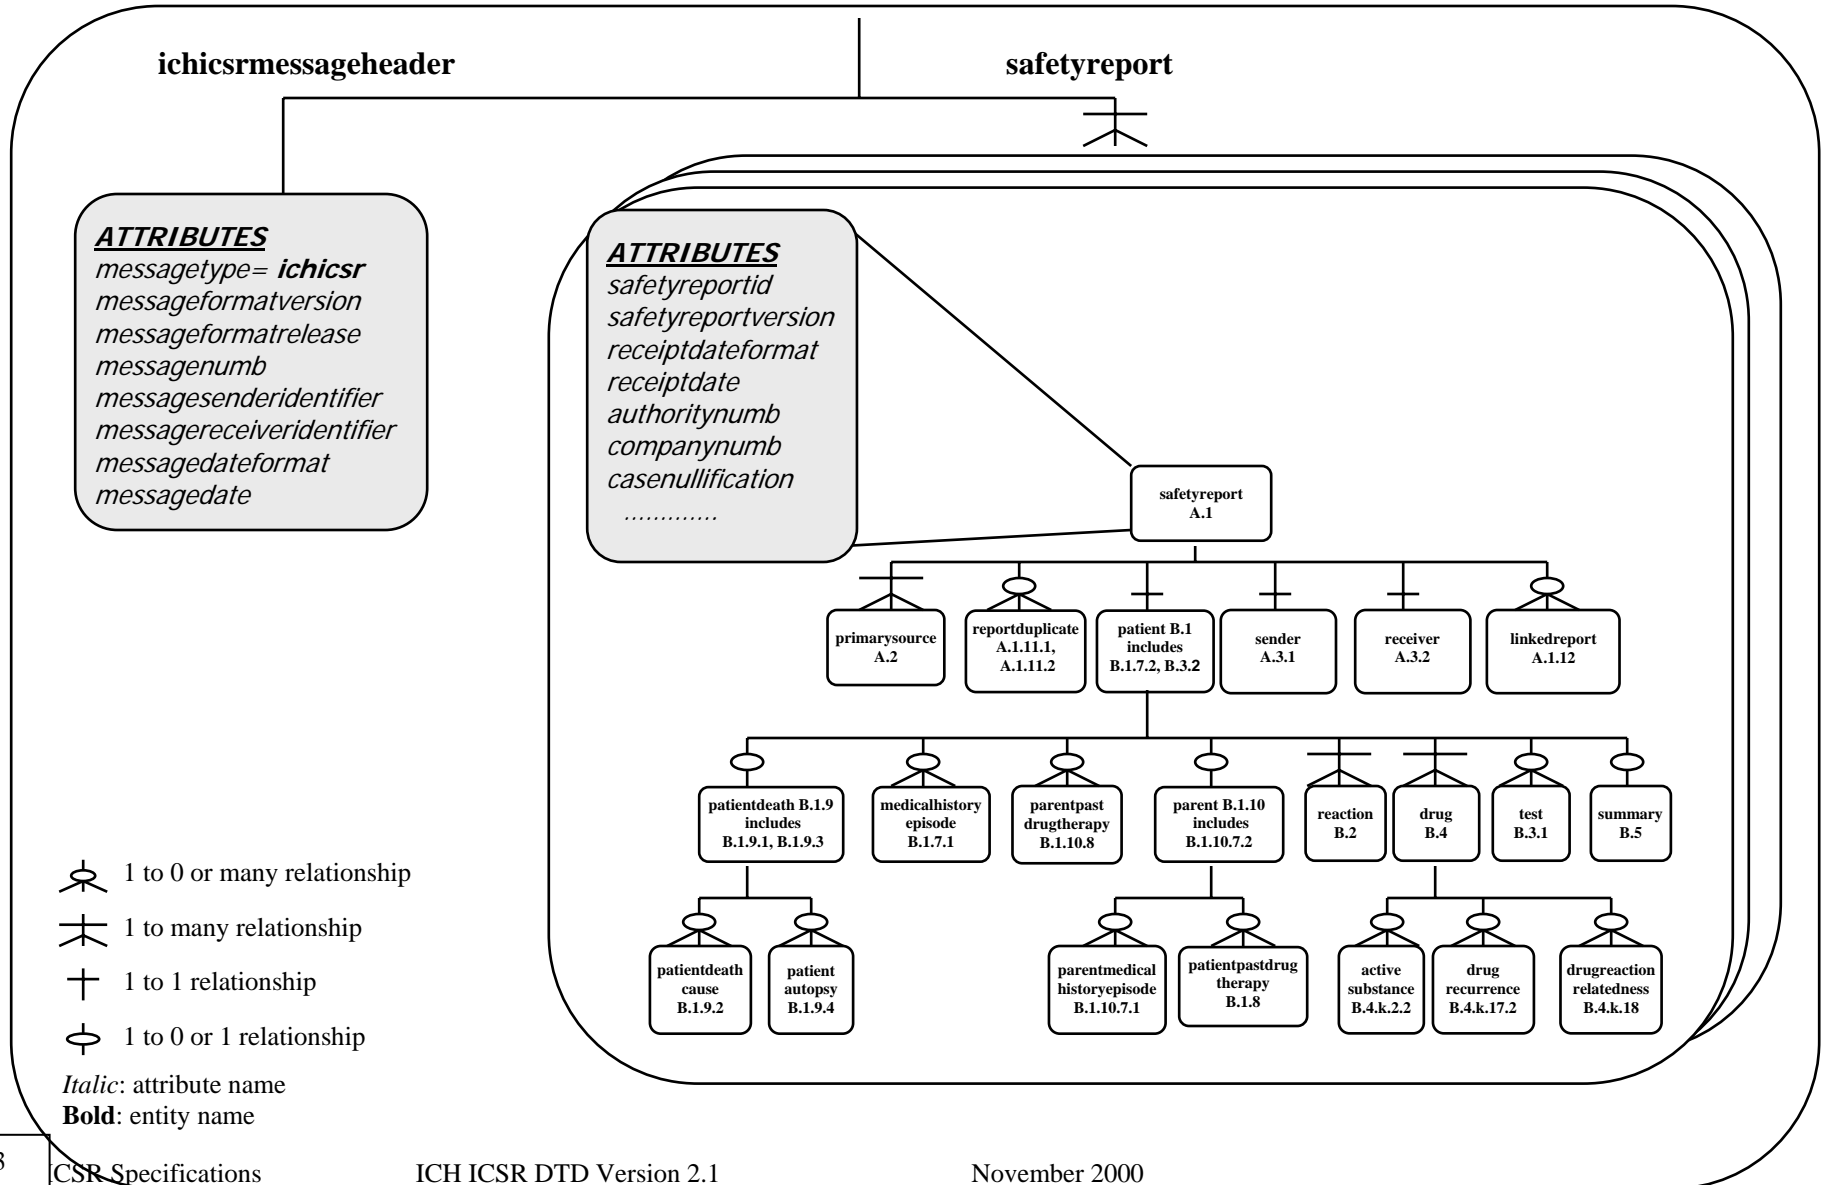 ichicsrmessageheader
safetyreport
ATTRIBUTES
messagetype= ichicsr
messageformatversion
messageformatrelease
messagenumb
messagesenderidentifier
messagereceiveridentifier
messagedateformat
messagedate
ATTRIBUTES
safetyreportid
safetyreportversion
receiptdateformat
receiptdate
authoritynumb
companynumb
casenullification
.............
safetyreport
A.1
primarysource
A.2
reportduplicate
A.1.11.1,
A.1.11.2
patient B.1
includes
B.1.7.2, B.3.2
sender
A.3.1
receiver
A.3.2
linkedreport
A.1.12
patientdeath B.1.9
includes
B.1.9.1, B.1.9.3
medicalhistory
episode
B.1.7.1
parentpast
drugtherapy
B.1.10.8
parent B.1.10
includes
B.1.10.7.2
reaction
B.2
drug
B.4
test
B.3.1
summary
B.5
patientdeath
cause
B.1.9.2
patient
autopsy
B.1.9.4
parentmedical
historyepisode
B.1.10.7.1
patientpastdrug
therapy
B.1.8
active
substance
B.4.k.2.2
drug
recurrence
B.4.k.17.2
drugreaction
relatedness
B.4.k.18
1 to 0 or many relationship
1 to many relationship
1 to 1 relationship
1 to 0 or 1 relationship
Italic: attribute name
Bold: entity name
CSR Specifications
ICH ICSR DTD Version 2.1
November 2000